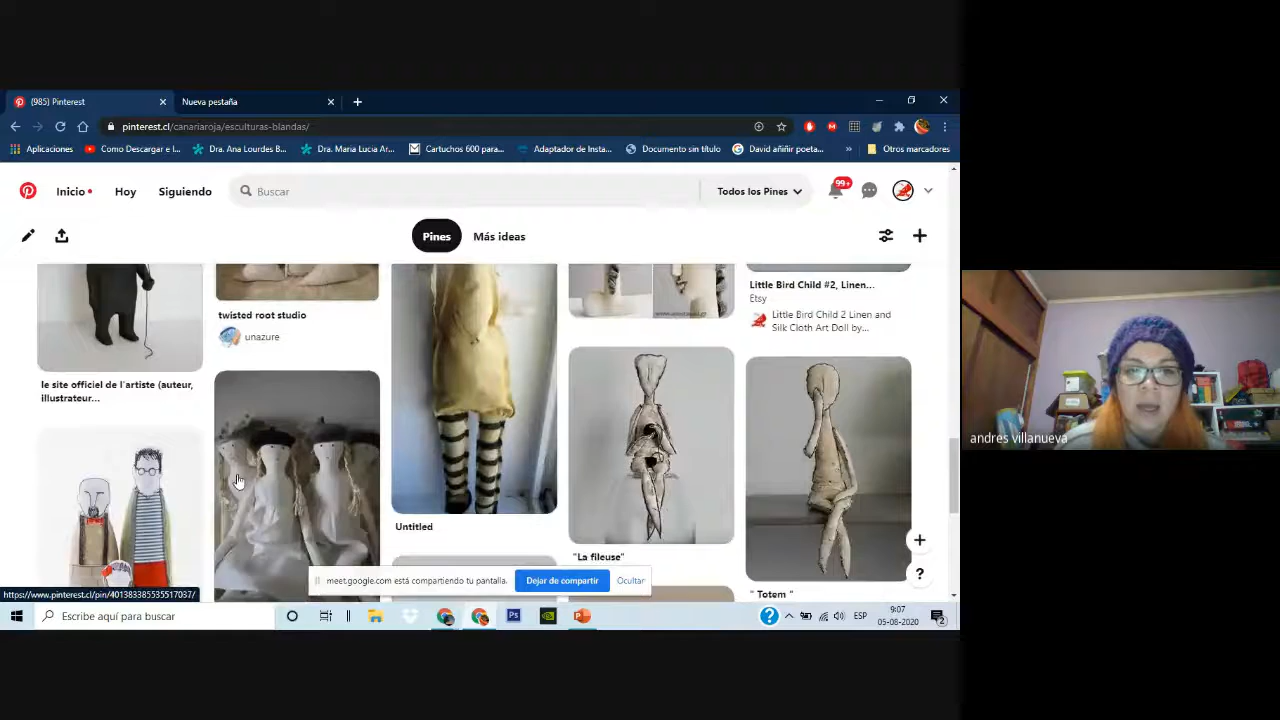 (985) Pinterest
Nueva pestaña
pinterest.cl/canariaroja/esculturas-blandas/
Aplicaciones
Como Descargar e I...
Dra. Ana Lourdes B...
Dra. Maria Lucia Ar...
Cartuchos 600 para...
Adaptador de Insta...
Documento sin título
David añiñir poeta...
»
Otros marcadores
Inicio
Hoy
Siguiendo
Buscar
Todos los Pines
99+
Pines
Más ideas
twisted root studio
unazure
le site officiel de l'artiste (auteur,
illustrateur...
Untitled
"La fileuse"
Little Bird Child #2, Linen...
Etsy
Little Bird Child 2 Linen and
Silk Cloth Art Doll by...
" Totem "
meet.google.com está compartiendo tu pantalla.
Dejar de compartir
Ocultar
https://www.pinterest.cl/pin/401383385535517037/
Escribe aquí para buscar
Ps
ESP
9:07
05-08-2020
2
andres villanueva